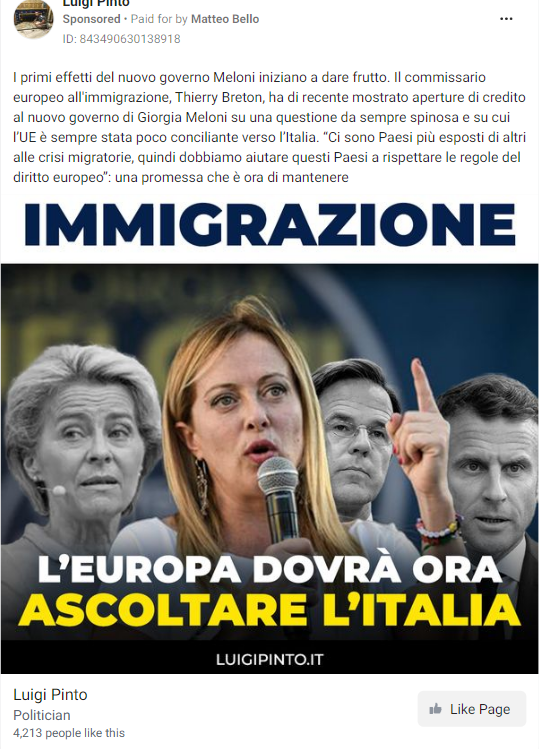 Luigi Pinto
Sponsored • Paid for by Matteo Bello
ID: 843490630138918
I primi effetti del nuovo governo Meloni iniziano a dare frutto. Il commissario
europeo all'immigrazione, Thierry Breton, ha di recente mostrato aperture di credito
al nuovo governo di Giorgia Meloni su una questione da sempre spinosa e su cui
l'UE è sempre stata poco conciliante verso l'Italia. “Ci sono Paesi più esposti di altri
alle crisi migratorie, quindi dobbiamo aiutare questi Paesi a rispettare le regole del
diritto europeo”: una promessa che è ora di mantenere
IMMIGRAZIONE
L'EUROPA DOVRÀ ORA
ASCOLTARE L'ITALIA
LUIGIPINTO.IT
Luigi Pinto
Politician
4,213 people like this
Like Page